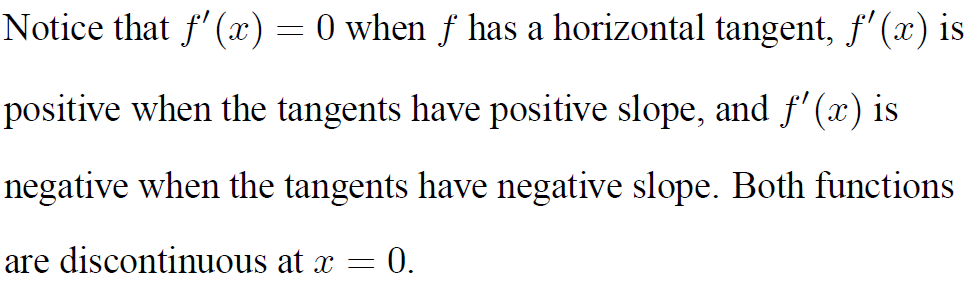 Notice that f′(x) = 0 when f has a horizontal tangent, f′(x) is
positive when the tangents have positive slope, and f′(x) is
negative when the tangents have negative slope. Both functions
are discontinuous at x = 0.